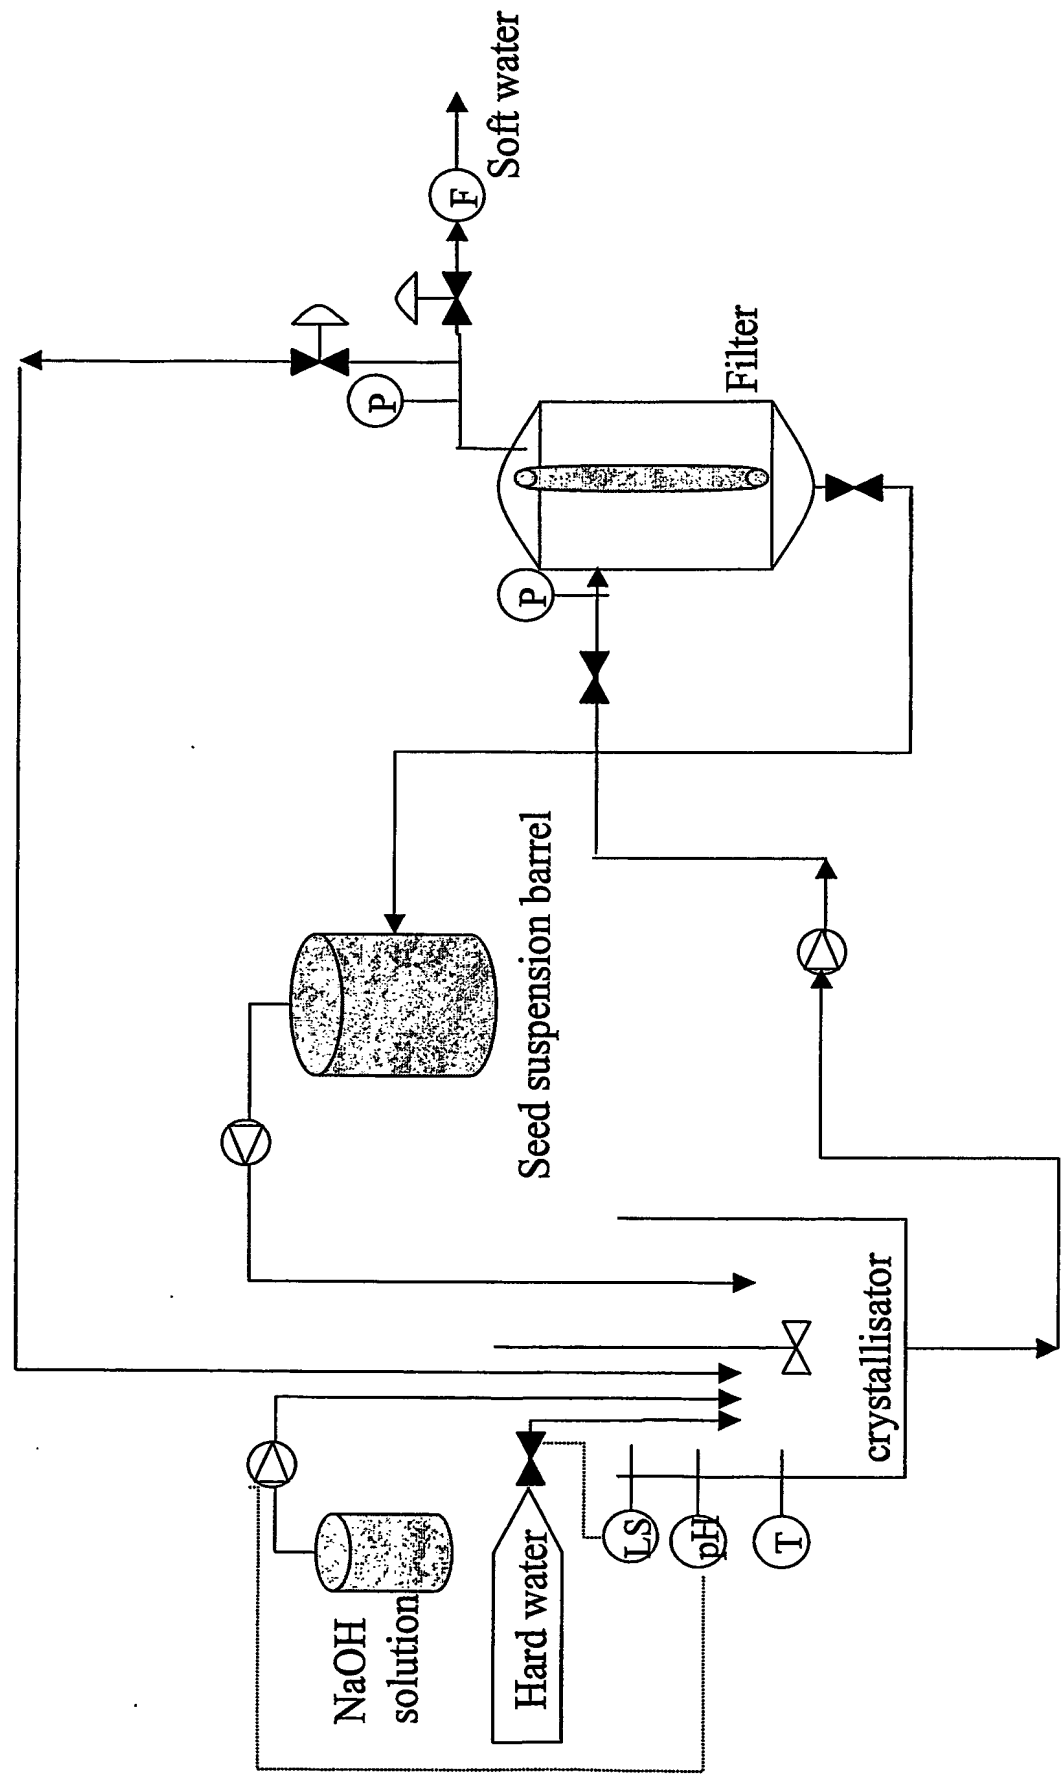 NaOH
solution
Hard water
LS
pH
T
crystallisator
Seed suspension barrel
P
P
Filter
F
Soft water